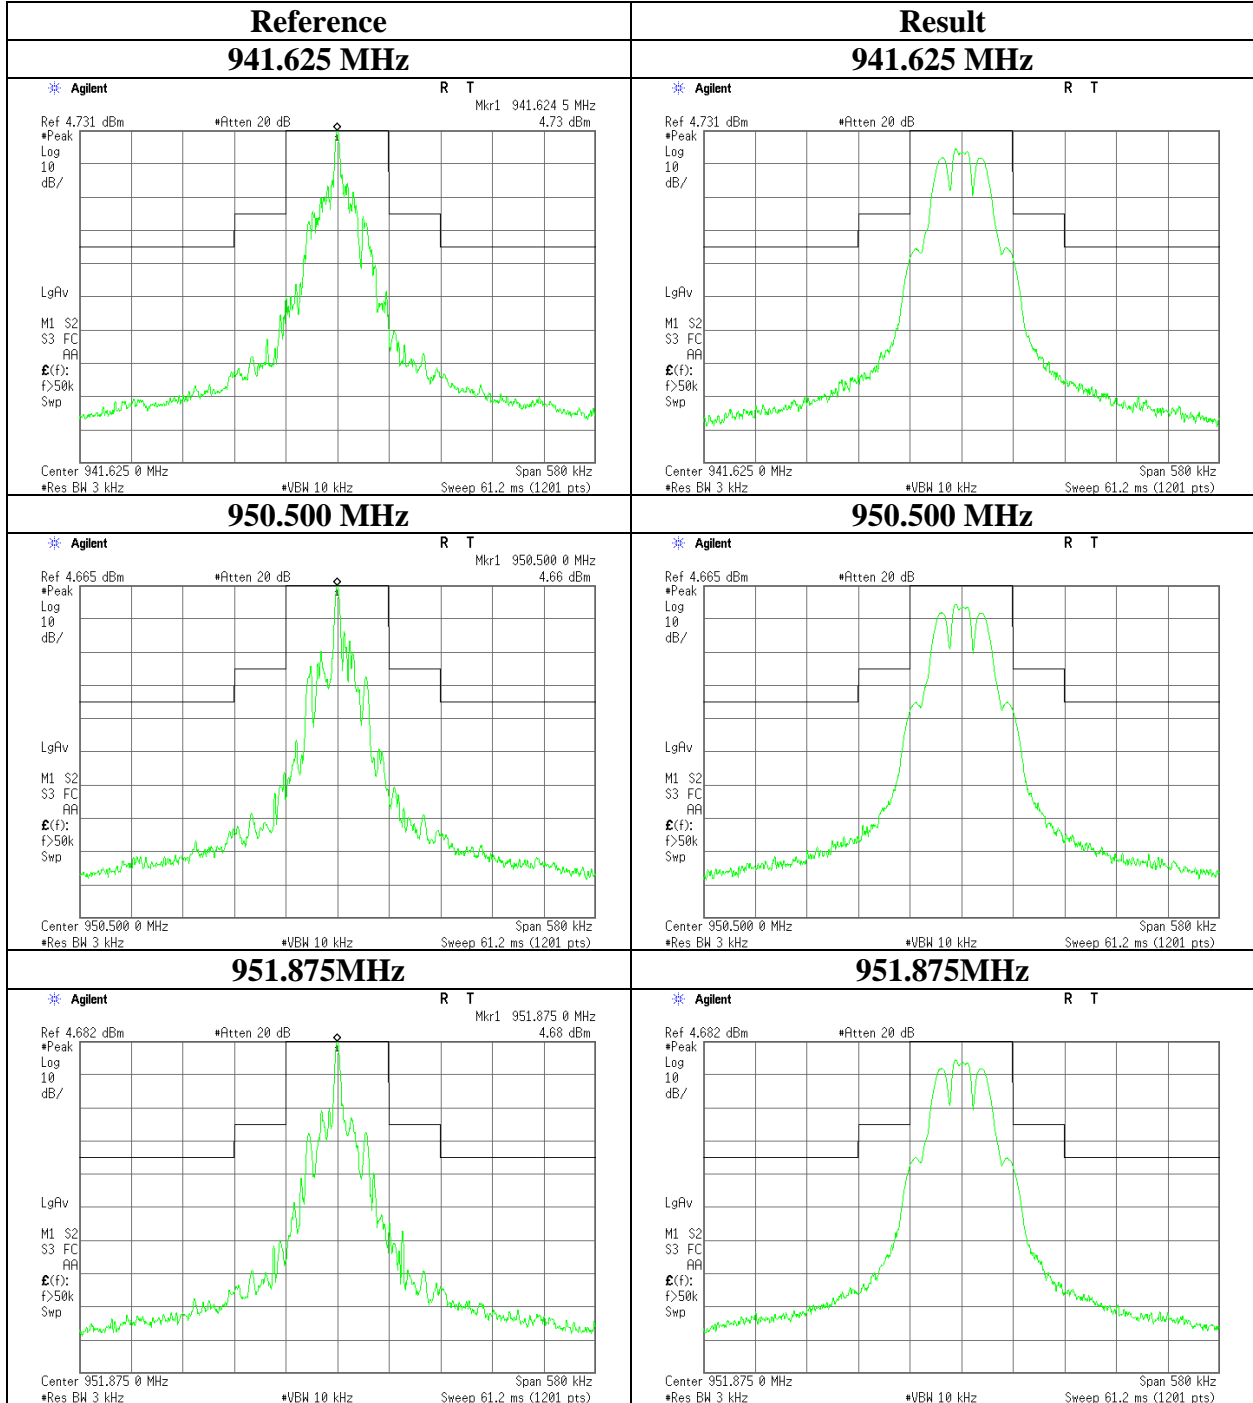 Reference Result
941.625 MHz 941.625 MHz
Agilent R T
Mkr1 941.624 5 MHz
Ref 4.731 dBm #Atten 20 dB 4.73 dBm
#Peak
Log
10
dB/
1
LgAv
M1 S2
S3 FC
AA
£(f):
f>50k
Swp
Center 941.625 0 MHz Span 580 kHz
#Res BW 3 kHz #VBW 10 kHz Sweep 61.2 ms (1201 pts)
Agilent R T
Ref 4.731 dBm #Atten 20 dB
#Peak
Log
10
dB/
LgAv
M1 S2
S3 FC
AA
£(f):
f>50k
Swp
Center 941.625 0 MHz Span 580 kHz
#Res BW 3 kHz #VBW 10 kHz Sweep 61.2 ms (1201 pts)
950.500 MHz 950.500 MHz
Agilent R T
Mkr1 950.500 0 MHz
Ref 4.665 dBm #Atten 20 dB 4.66 dBm
#Peak
Log
10
dB/
1
LgAv
M1 S2
S3 FC
AA
£(f):
f>50k
Swp
Center 950.500 0 MHz Span 580 kHz
#Res BW 3 kHz #VBW 10 kHz Sweep 61.2 ms (1201 pts)
Agilent R T
Ref 4.665 dBm #Atten 20 dB
#Peak
Log
10
dB/
LgAv
M1 S2
S3 FC
AA
£(f):
f>50k
Swp
Center 950.500 0 MHz Span 580 kHz
#Res BW 3 kHz #VBW 10 kHz Sweep 61.2 ms (1201 pts)
951.875MHz 951.875MHz
Agilent R T
Mkr1 951.875 0 MHz
Ref 4.682 dBm #Atten 20 dB 4.68 dBm
#Peak
Log
10
dB/
1
LgAv
M1 S2
S3 FC
AA
£(f):
f>50k
Swp
Center 951.875 0 MHz Span 580 kHz
#Res BW 3 kHz #VBW 10 kHz Sweep 61.2 ms (1201 pts)
Agilent R T
Ref 4.682 dBm #Atten 20 dB
#Peak
Log
10
dB/
LgAv
M1 S2
S3 FC
AA
£(f):
f>50k
Swp
Center 951.875 0 MHz Span 580 kHz
#Res BW 3 kHz #VBW 10 kHz Sweep 61.2 ms (1201 pts)